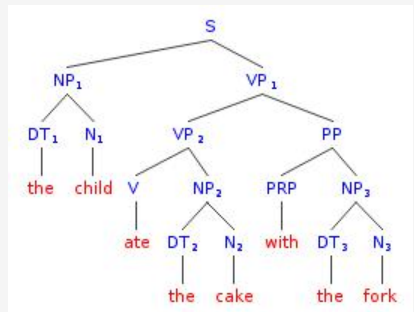 S
NP₁ VP₁
DT₁ N₁ VP₂ PP
the child V NP₂ PRP NP₃
ate DT₂ N₂ with DT₃ N₃
the cake the fork